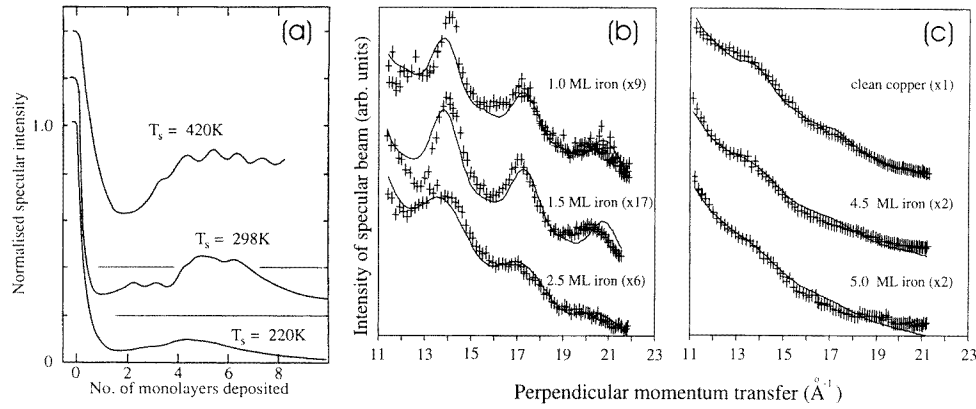 (a)
Normalised specular intensity
1.0
0
T_s = 420K
T_s = 298K
T_s = 220K
0 2 4 6 8
No. of monolayers deposited
(b)
Intensity of specular beam (arb. units)
1.0 ML iron (x9)
1.5 ML iron (x17)
2.5 ML iron (x6)
11 13 15 17 19 21 23
(c)
clean copper (x1)
4.5 ML iron (x2)
5.0 ML iron (x2)
11 13 15 17 19 21 23
Perpendicular momentum transfer (Å⁻¹)